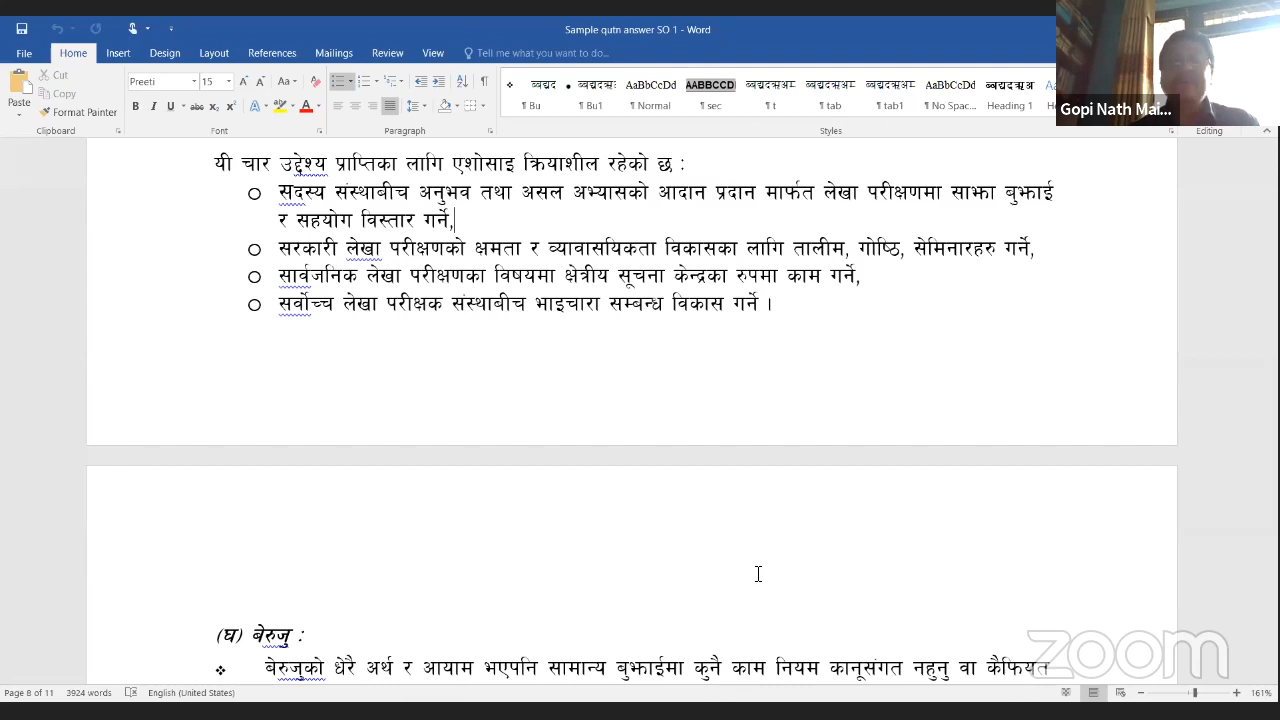 Sample qutn answer SO 1 - Word
File Home Insert Design Layout References Mailings Review View Tell me what you want to do...
Paste Cut Copy Format Painter Clipboard
Preeti 15 Font
Paragraph
AaBbCcDd AABBCCD AaBbCcDd
¶ Bu ¶ Bu1 ¶ Normal ¶ sec ¶ t ¶ tab ¶ tab1 ¶ No Spac... Heading 1
Styles
Editing
Gopi Nath Mai...
यी चार उद्देश्य प्राप्तिका लागि एशोसाइ क्रियाशील रहेको छ :
सदस्य संस्थाबीच अनुभव तथा असल अभ्यासको आदान प्रदान मार्फत लेखा परीक्षणमा साझा बुझाई
र सहयोग विस्तार गर्ने,
सरकारी लेखा परीक्षणको क्षमता र व्यावासयिकता विकासका लागि तालीम, गोष्ठि, सेमिनारहरु गर्ने,
सार्वजनिक लेखा परीक्षणका विषयमा क्षेत्रीय सूचना केन्द्रका रुपमा काम गर्ने,
सर्वोच्च लेखा परीक्षक संस्थाबीच भाइचारा सम्बन्ध विकास गर्ने ।
(घ) बेरुजु :
❖ बेरुजुको धेरै अर्थ र आयाम भएपनि सामान्य बुझाईमा कुनै काम नियम कानूसंगत नहुनु वा कैफियत
zoom
Page 8 of 11 3924 words English (United States) 161%